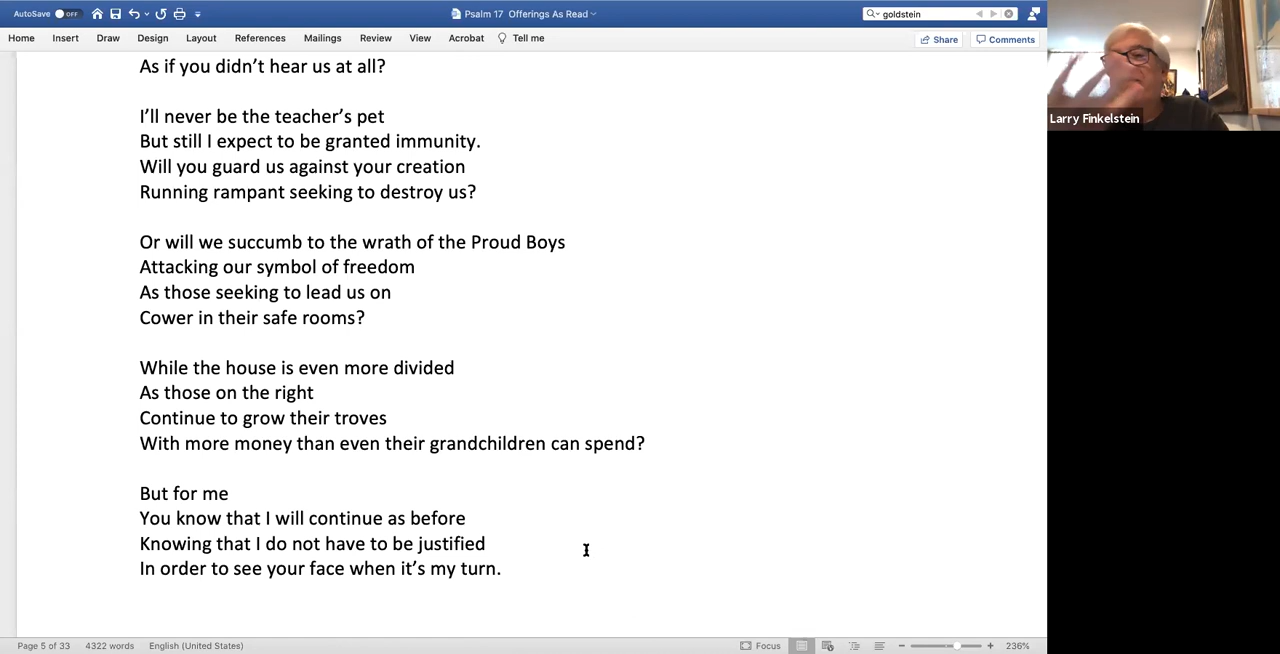 AutoSave OFF
Psalm 17 Offerings As Read
goldstein
Home Insert Draw Design Layout References Mailings Review View Acrobat Tell me
Share Comments
As if you didn't hear us at all?
I'll never be the teacher's pet
But still I expect to be granted immunity.
Will you guard us against your creation
Running rampant seeking to destroy us?
Or will we succumb to the wrath of the Proud Boys
Attacking our symbol of freedom
As those seeking to lead us on
Cower in their safe rooms?
While the house is even more divided
As those on the right
Continue to grow their troves
With more money than even their grandchildren can spend?
But for me
You know that I will continue as before
Knowing that I do not have to be justified
In order to see your face when it's my turn.
Larry Finkelstein
Page 5 of 33 4322 words English (United States) Focus 236%